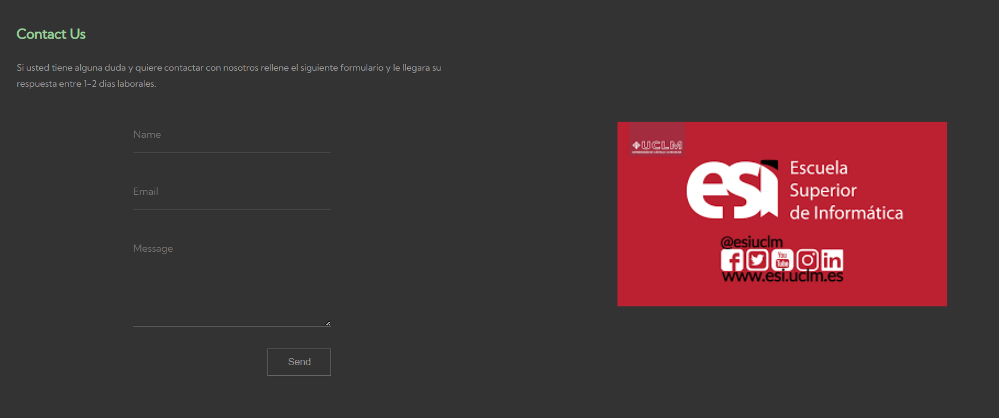 Contact Us
Si usted tiene alguna duda y quiere contactar con nosotros rellene el siguiente formulario y le llegara su
respuesta entre 1-2 dias laborales.
Name
Email
Message
Send
UCLM
esi
Escuela
Superior
de Informática
@esiuclm
You
Tube
in
www.esi.uclm.es